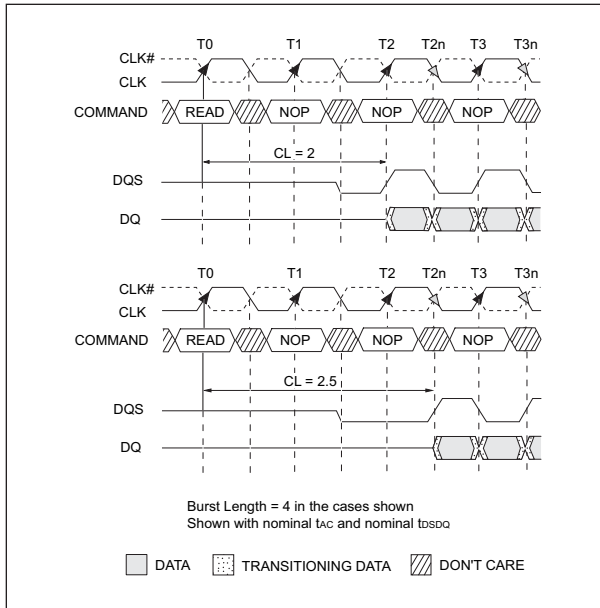 T0 T1 T2 T2n T3 T3n
CLK#
CLK
COMMAND READ NOP NOP NOP
CL = 2
DQS
DQ
T0 T1 T2 T2n T3 T3n
CLK#
CLK
COMMAND READ NOP NOP NOP
CL = 2.5
DQS
DQ
Burst Length = 4 in the cases shown
Shown with nominal tAC and nominal tDSDQ
DATA TRANSITIONING DATA DON'T CARE